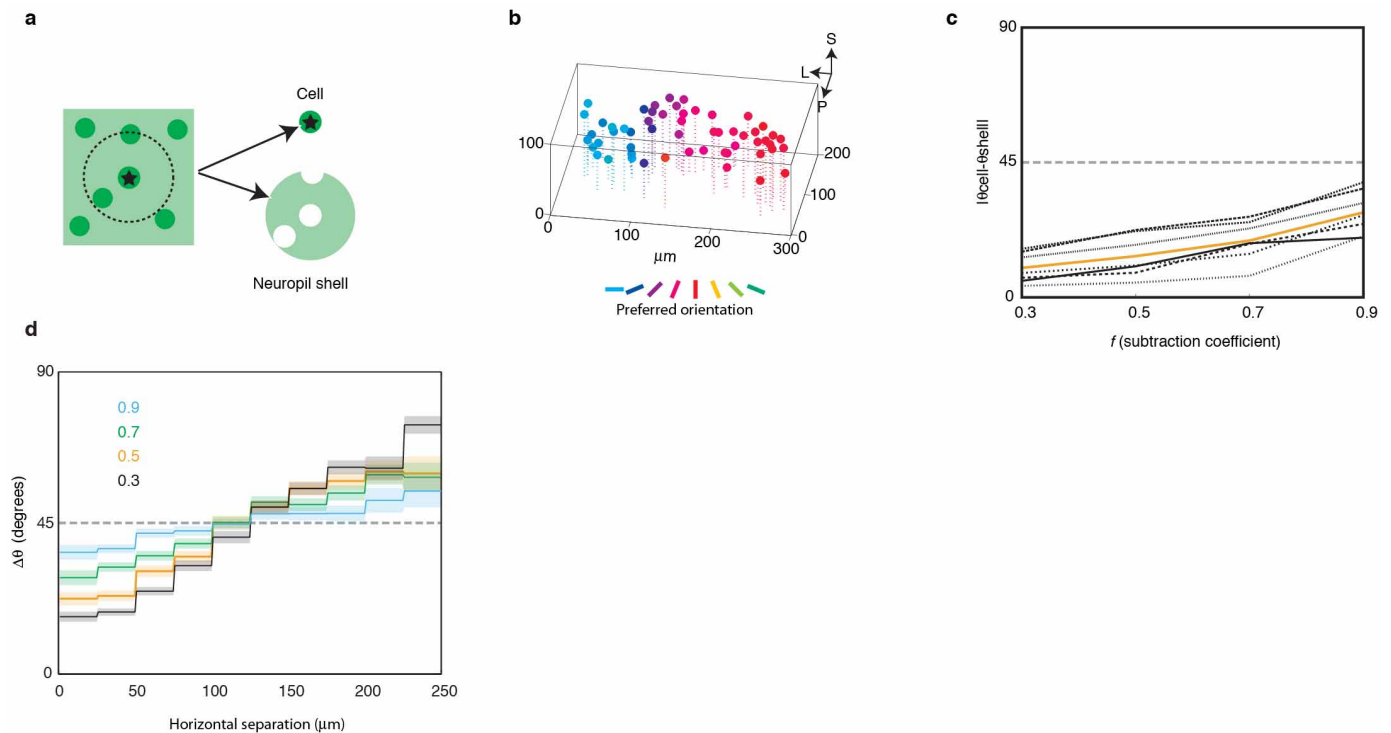 a
Cell
Neuropil shell
b
S
L
P
100
0
0
100
200
300
0
100
200
μm
Preferred orientation
c
90
45
0
|θcell-θshell|
0.3
0.5
0.7
0.9
f (subtraction coefficient)
d
90
45
0
Δθ (degrees)
0.9
0.7
0.5
0.3
0
50
100
150
200
250
Horizontal separation (μm)